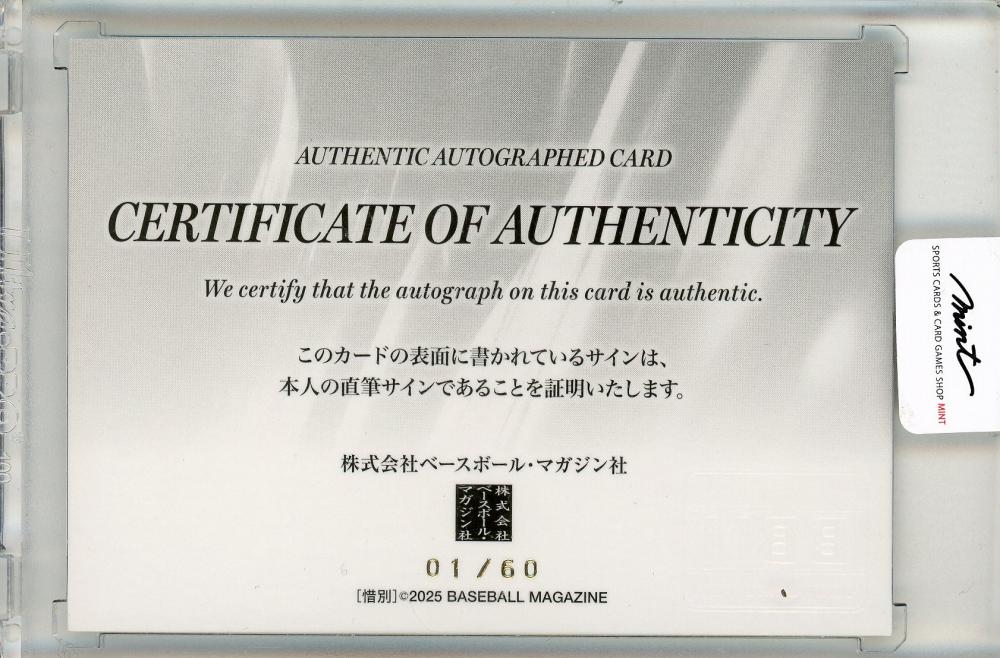 AUTHENTIC AUTOGRAPHED CARD
CERTIFICATE OF AUTHENTICITY
We certify that the autograph on this card is authentic.
このカードの表面に書かれているサインは、
本人の直筆サインであることを証明いたします。
株式会社ベースボール・マガジン社
株式会社
ベースボール・
マガジン社
01/60
[惜別]©2025 BASEBALL MAGAZINE
mint
SPORTS CARDS & CARD GAMES SHOP MINT